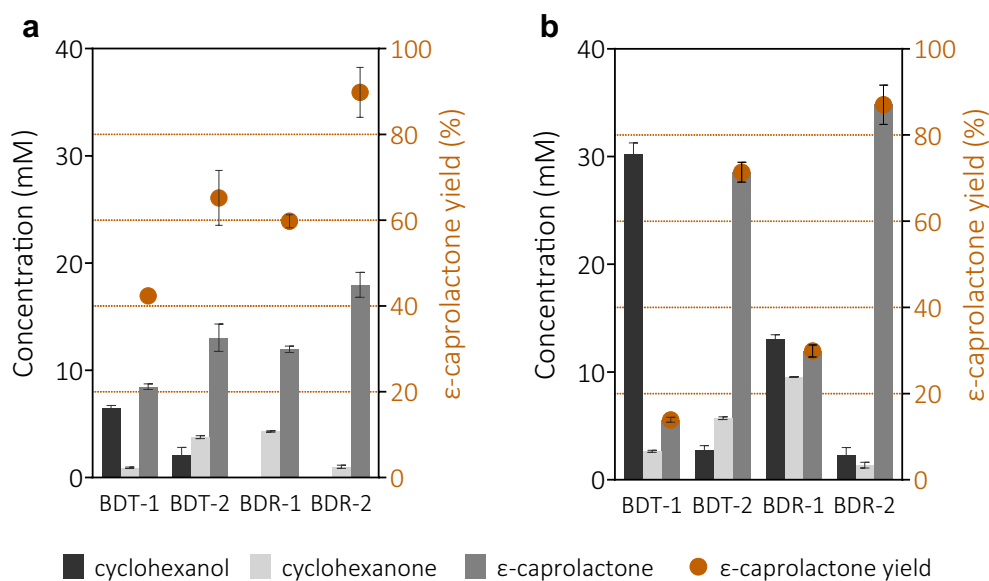 a
b
Concentration (mM)
40
30
20
10
0
100
80
60
40
20
0
ε-caprolactone yield (%)
BDT-1 BDT-2 BDR-1 BDR-2
Concentration (mM)
40
30
20
10
0
100
80
60
40
20
0
ε-caprolactone yield (%)
BDT-1 BDT-2 BDR-1 BDR-2
cyclohexanol cyclohexanone ε-caprolactone ε-caprolactone yield